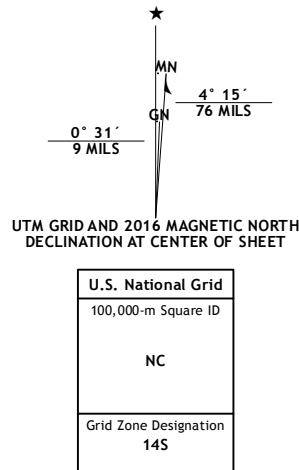 ★
MN
4° 15´
76 MILS
GN
0° 31´
9 MILS
UTM GRID AND 2016 MAGNETIC NORTH
DECLINATION AT CENTER OF SHEET
U.S. National Grid
100,000-m Square ID
NC
Grid Zone Designation
14S